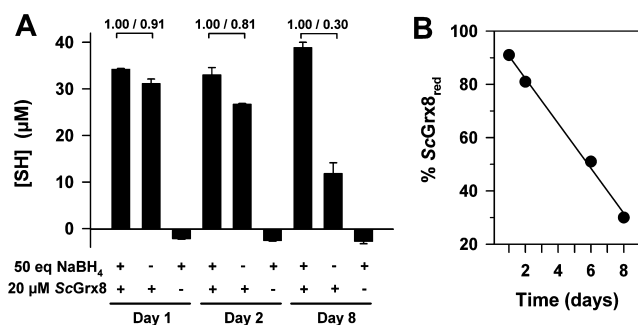 A
1.00 / 0.91 1.00 / 0.81 1.00 / 0.30
[SH] (µM)
40
30
20
10
0
50 eq NaBH4 + - + + - + + - +
20 µM ScGrx8 + + - + + - + + -
Day 1 Day 2 Day 8
B
% ScGrx8red
100
80
60
40
20
0 2 4 6 8
Time (days)